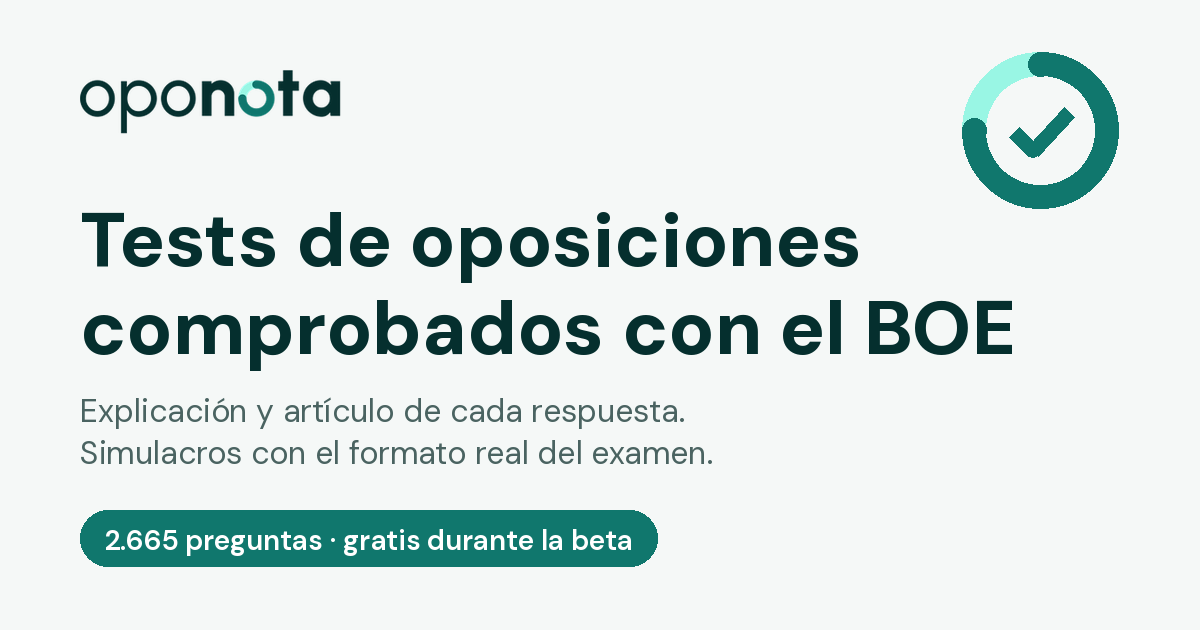 oponota
Tests de oposiciones
comprobados con el BOE
Explicación y artículo de cada respuesta.
Simulacros con el formato real del examen.
2.665 preguntas · gratis durante la beta